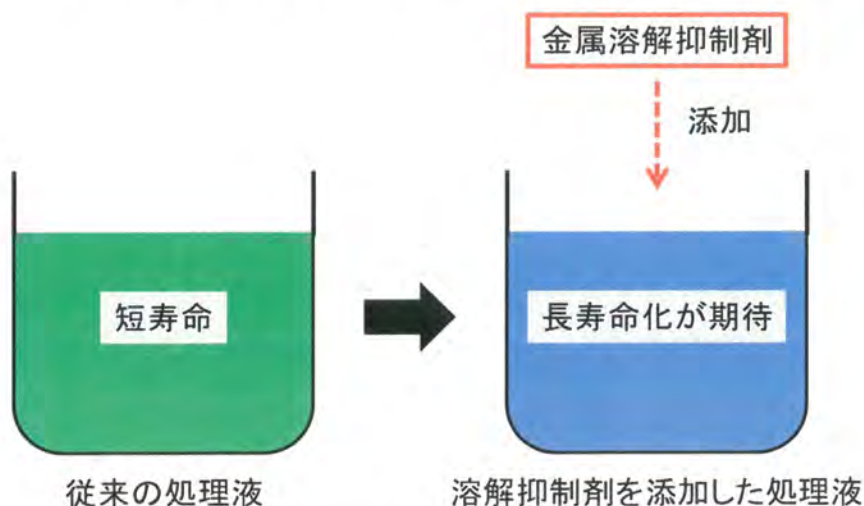 金属溶解抑制剤
添加
短寿命
長寿命化が期待
従来の処理液
溶解抑制剤を添加した処理液